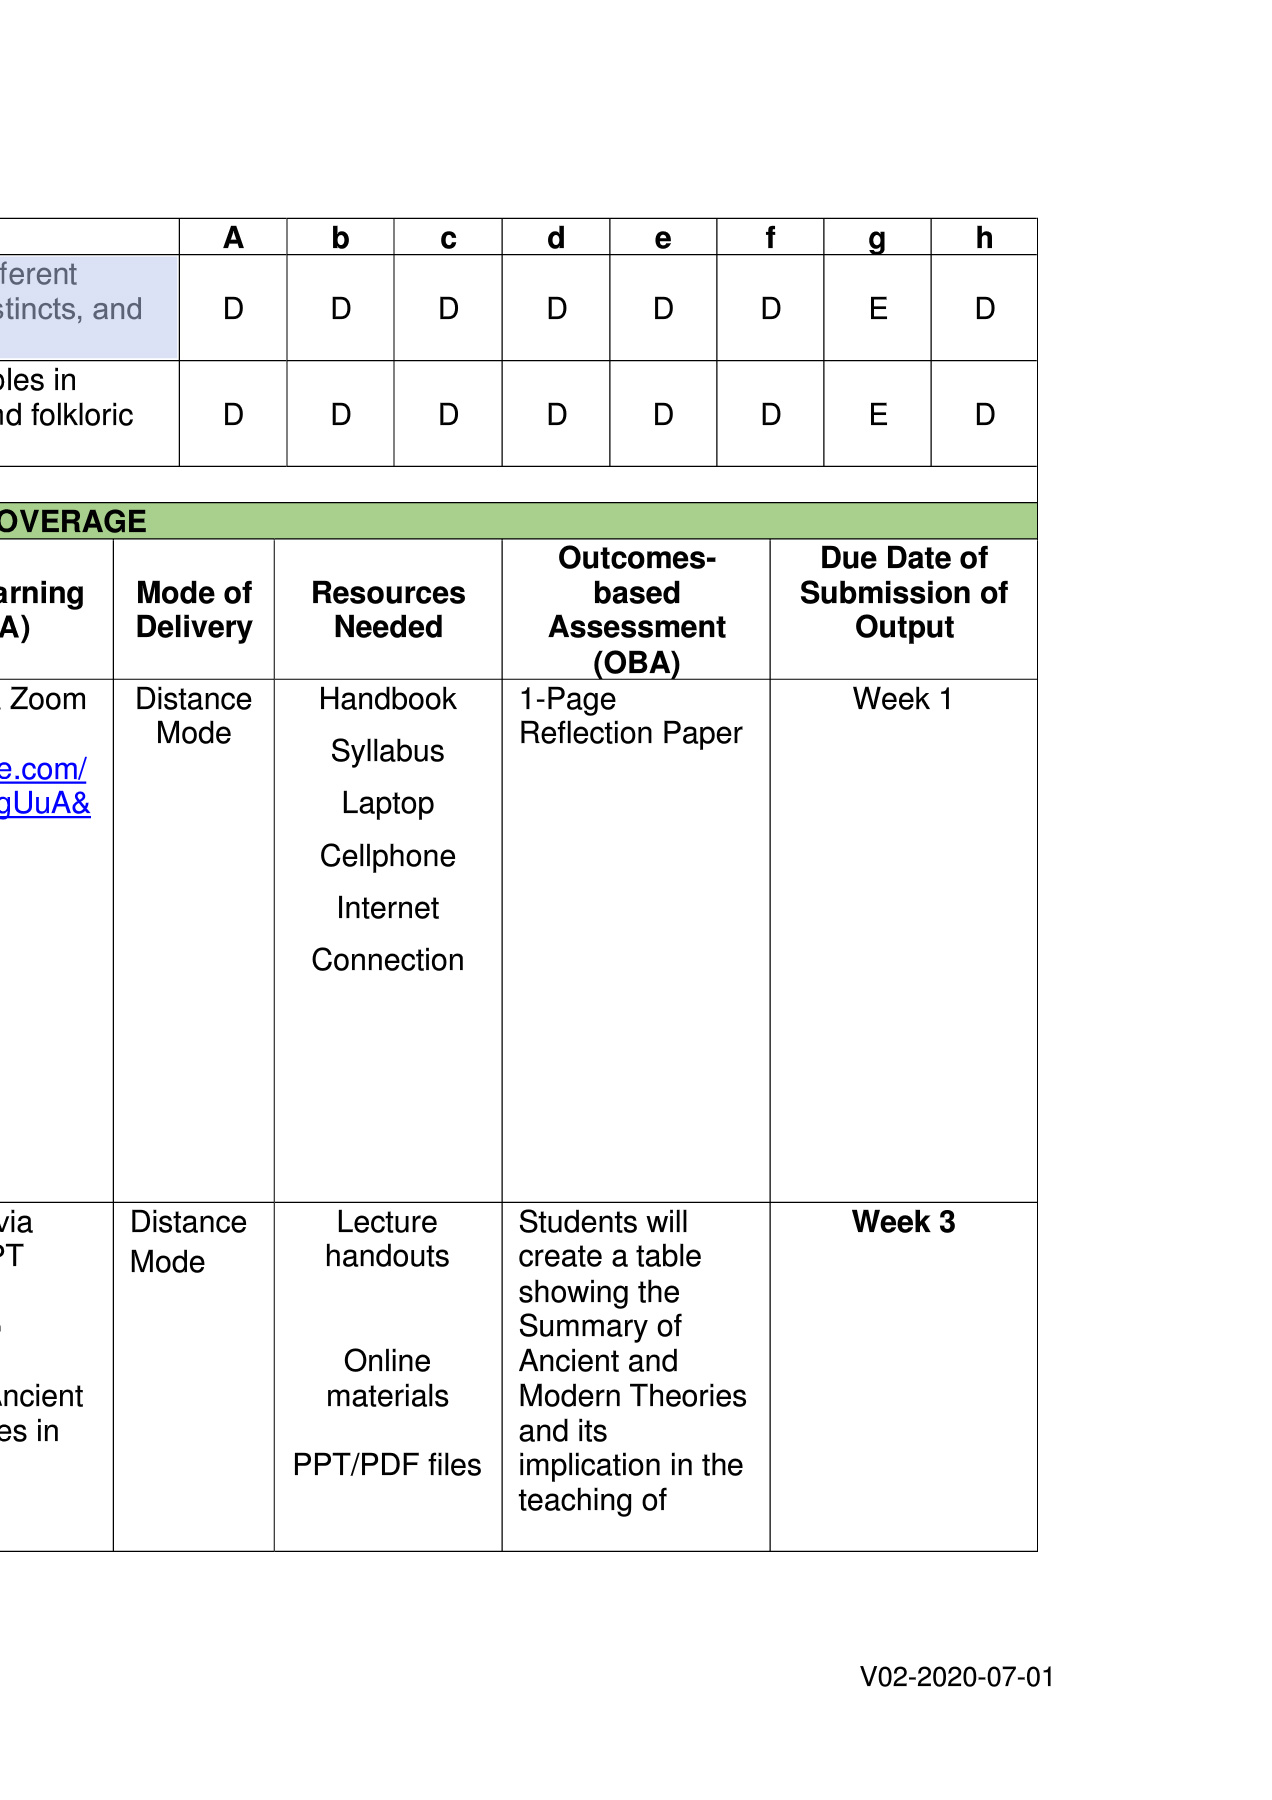 A b c d e f g h
fferent
stincts, and D D D D D D E D
oles in
nd folkloric D D D D D D E D
OVERAGE
arning
A) Mode of
Delivery Resources
Needed Outcomes-
based
Assessment
(OBA) Due Date of
Submission of
Output
Zoom
e.com/
gUuA&
Distance
Mode
Handbook
Syllabus
Laptop
Cellphone
Internet
Connection
1-Page
Reflection Paper
Week 1
via
PT
Ancient
es in
Distance
Mode
Lecture
handouts
Online
materials
PPT/PDF files
Students will
create a table
showing the
Summary of
Ancient and
Modern Theories
and its
implication in the
teaching of
Week 3
V02-2020-07-01